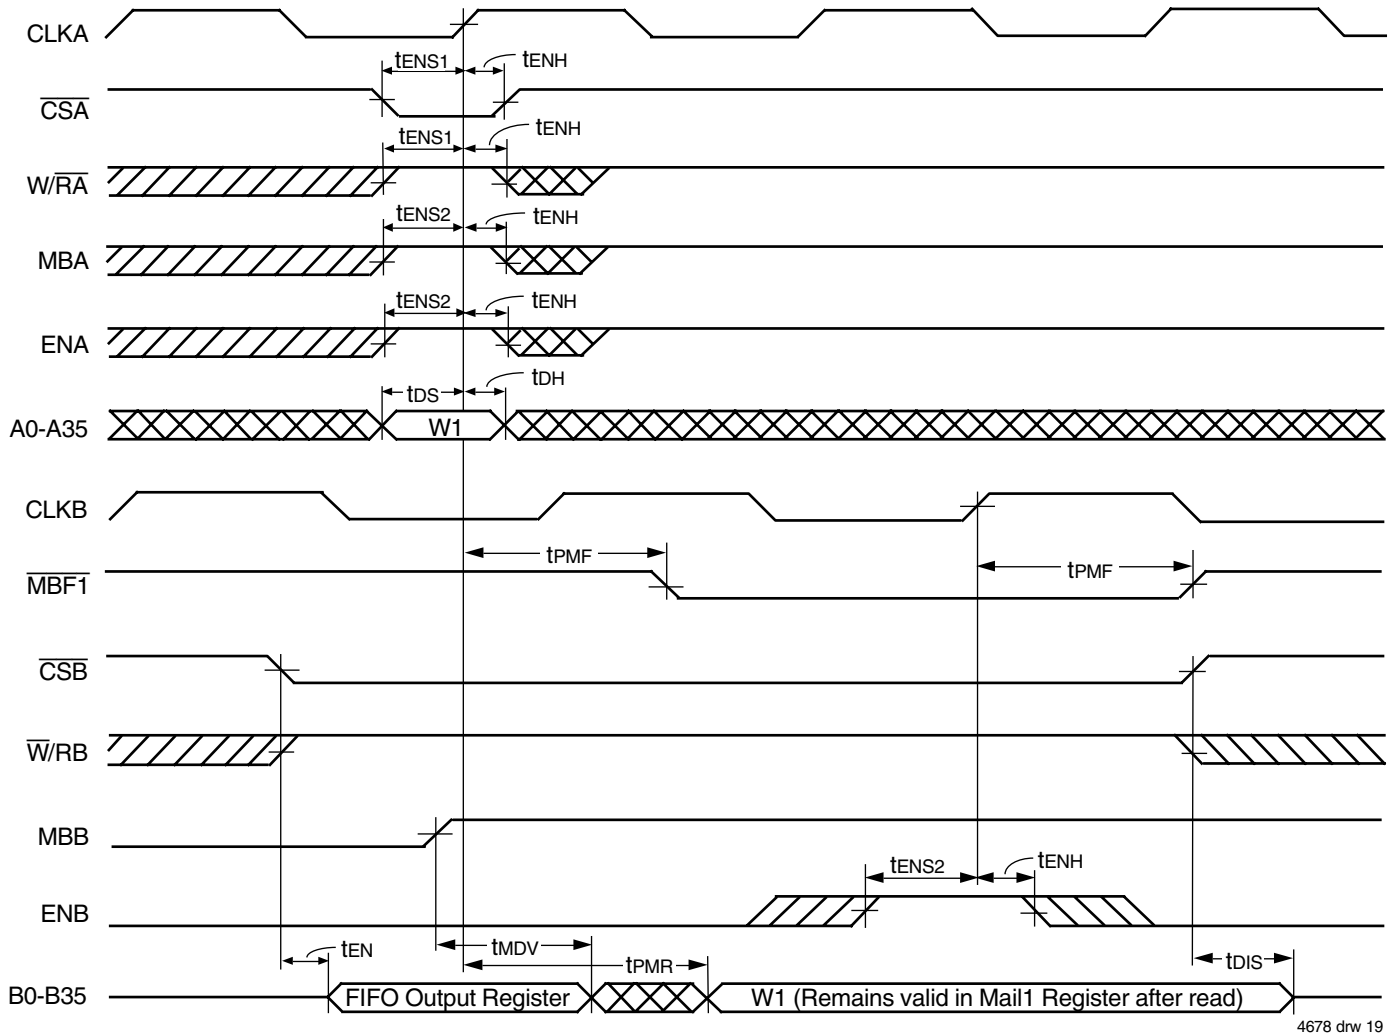 CLKA
tENS1 tENH
CSA
tENS1 tENH
W/RA
tENS2 tENH
MBA
tENS2 tENH
ENA
tDS tDH
A0-A35 W1
CLKB
tPMF tPMF
MBF1
CSB
W/RB
MBB
tENS2 tENH
ENB
tEN tMDV tPMR tDIS
B0-B35 FIFO Output Register W1 (Remains valid in Mail1 Register after read)
4678 drw 19